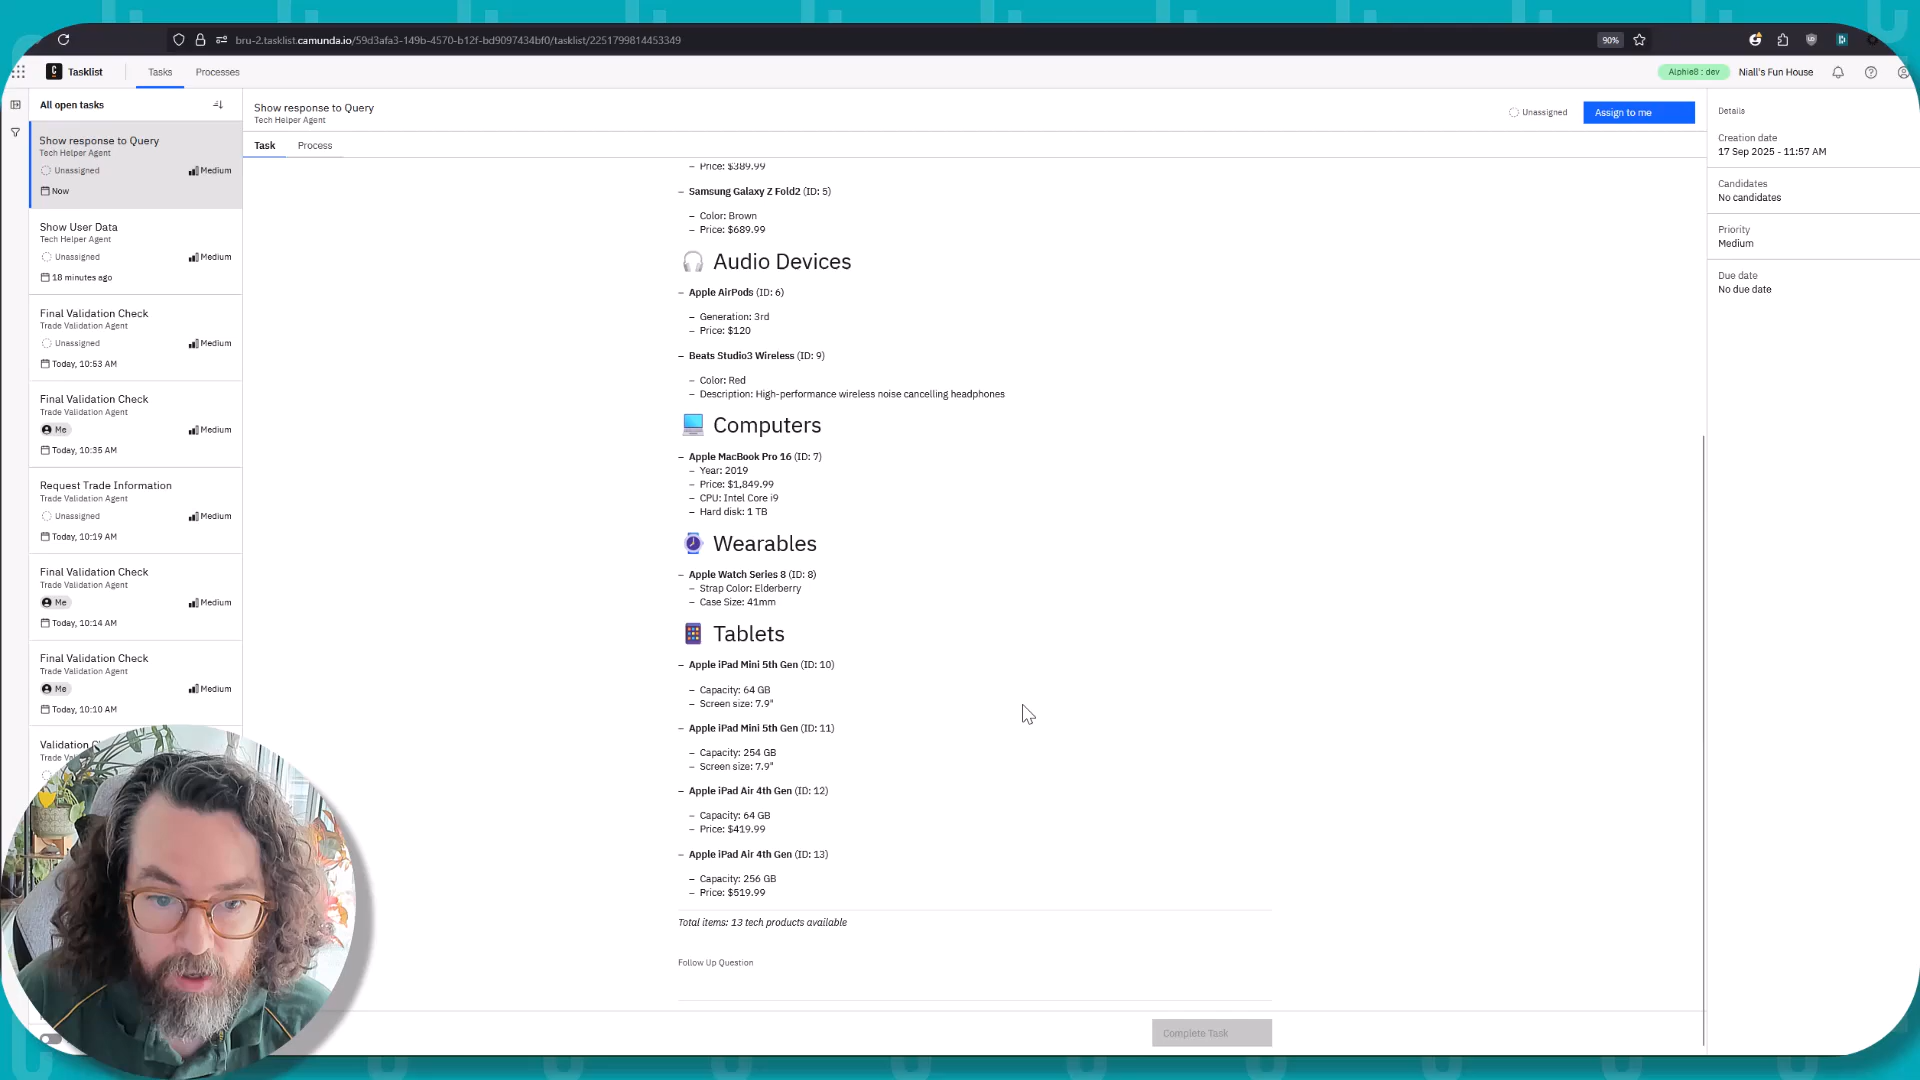 bru-2.tasklist.camunda.io/59d3afa3-149b-4570-b12f-bd9097434bf0/tasklist/2251799814453349
90%
Tasklist
Tasks
Processes
Alphie8 : dev
Niall's Fun House
All open tasks
Show response to Query
Tech Helper Agent
Unassigned
Medium
Now
Show User Data
Tech Helper Agent
Unassigned
Medium
18 minutes ago
Final Validation Check
Trade Validation Agent
Unassigned
Medium
Today, 10:53 AM
Final Validation Check
Trade Validation Agent
Me
Medium
Today, 10:35 AM
Request Trade Information
Trade Validation Agent
Unassigned
Medium
Today, 10:19 AM
Final Validation Check
Trade Validation Agent
Me
Medium
Today, 10:14 AM
Final Validation Check
Trade Validation Agent
Me
Medium
Today, 10:10 AM
Validation
Show response to Query
Tech Helper Agent
Unassigned
Assign to me
Task
Process
– Price: $389.99
– Samsung Galaxy Z Fold2 (ID: 5)
– Color: Brown
– Price: $689.99
Audio Devices
– Apple AirPods (ID: 6)
– Generation: 3rd
– Price: $120
– Beats Studio3 Wireless (ID: 9)
– Color: Red
– Description: High-performance wireless noise cancelling headphones
Computers
– Apple MacBook Pro 16 (ID: 7)
– Year: 2019
– Price: $1,849.99
– CPU: Intel Core i9
– Hard disk: 1 TB
Wearables
– Apple Watch Series 8 (ID: 8)
– Strap Color: Elderberry
– Case Size: 41mm
Tablets
– Apple iPad Mini 5th Gen (ID: 10)
– Capacity: 64 GB
– Screen size: 7.9"
– Apple iPad Mini 5th Gen (ID: 11)
– Capacity: 254 GB
– Screen size: 7.9"
– Apple iPad Air 4th Gen (ID: 12)
– Capacity: 64 GB
– Price: $419.99
– Apple iPad Air 4th Gen (ID: 13)
– Capacity: 256 GB
– Price: $519.99
Total items: 13 tech products available
Follow Up Question
Complete Task
Details
Creation date
17 Sep 2025 - 11:57 AM
Candidates
No candidates
Priority
Medium
Due date
No due date